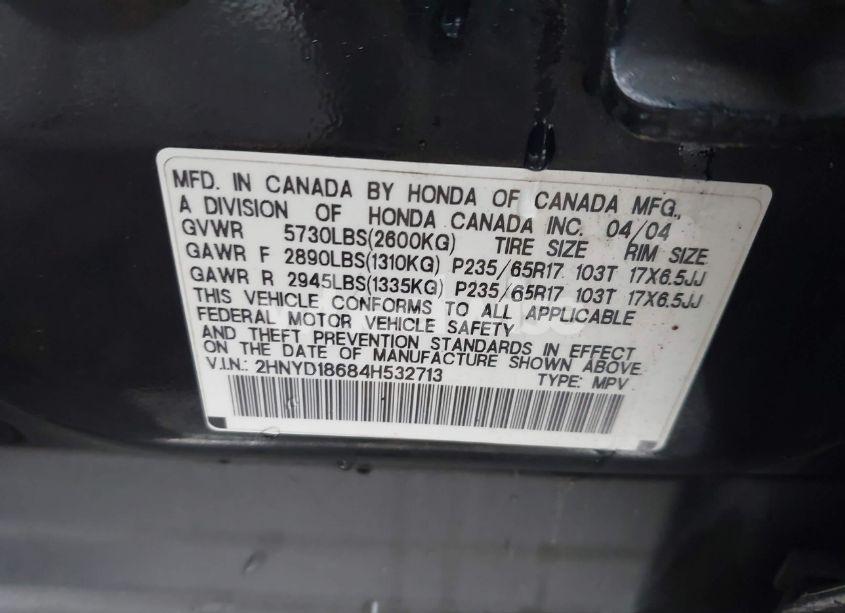 MFD. IN CANADA BY HONDA OF CANADA MFG.,
A DIVISION OF HONDA CANADA INC. 04/04
GVWR 5730LBS(2600KG) TIRE SIZE RIM SIZE
GAWR F 2890LBS(1310KG) P235/65R17 103T 17X6.5JJ
GAWR R 2945LBS(1335KG) P235/65R17 103T 17X6.5JJ
THIS VEHICLE CONFORMS TO ALL APPLICABLE
FEDERAL MOTOR VEHICLE SAFETY
AND THEFT PREVENTION STANDARDS IN EFFECT
ON THE DATE OF MANUFACTURE SHOWN ABOVE.
V.I.N.: 2HNYD18684H532713 TYPE: MPV